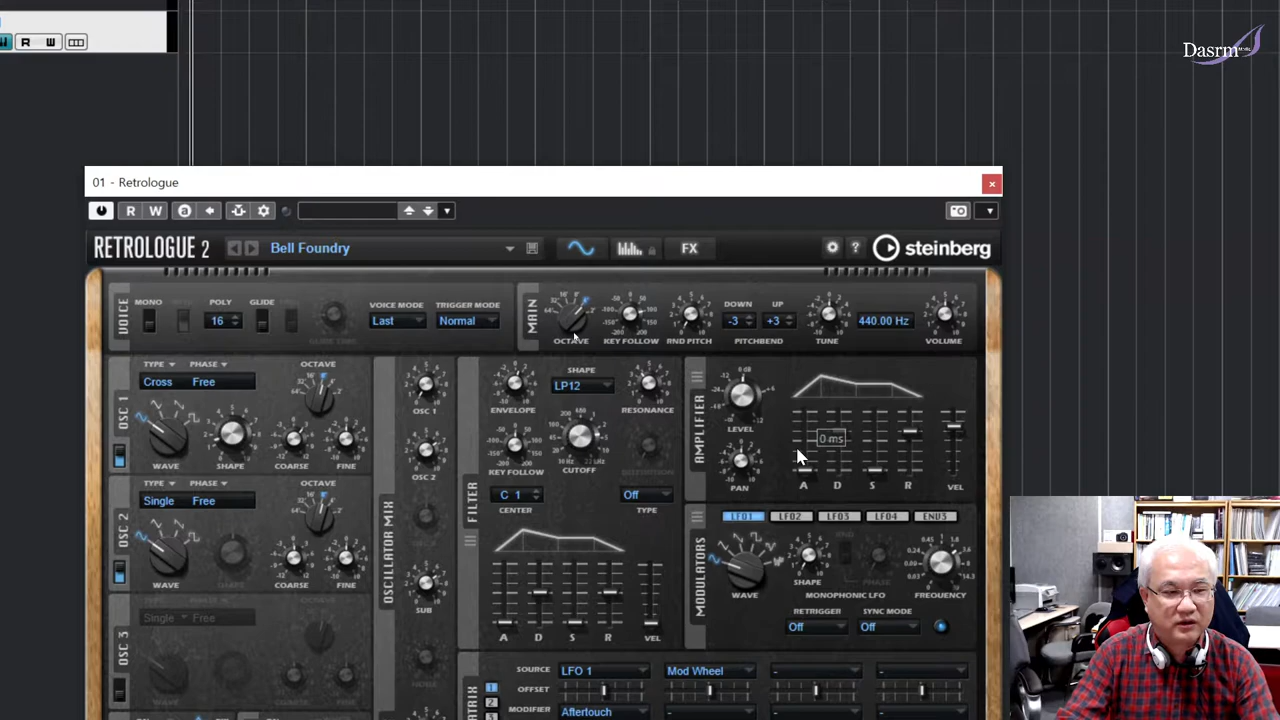 Dasrm
R W
01 - Retrologue
R W a
RETROLOGUE 2 Bell Foundry FX ? steinberg
VOICE MONO POLY 16 GLIDE VOICE MODE Last TRIGGER MODE Normal
MAIN OCTAVE KEY FOLLOW RND PITCH DOWN -3 UP +3 PITCHBEND TUNE 440.00 Hz VOLUME
OSC 1 TYPE PHASE OCTAVE
Cross Free
WAVE SHAPE COARSE FINE
OSC 2 TYPE PHASE OCTAVE
Single Free
WAVE COARSE FINE
OSC 3 Single Free
OSCILLATOR MIX
OSC 1
OSC 2
SUB
FILTER SHAPE
LP12
ENVELOPE RESONANCE
KEY FOLLOW CUTOFF
C 1 Off
CENTER TYPE
A D S R VEL
AMPLIFIER LEVEL
PAN
0 ms
A D S R VEL
MODULATORS LFO1 LFO2 LFO3 LFO4 ENV3
WAVE SHAPE MONOPHONIC LFO FREQUENCY
RETRIGGER SYNC MODE
Off Off
SOURCE LFO 1 Mod Wheel - -
OFFSET
MODIFIER Aftertouch - - -
1
2